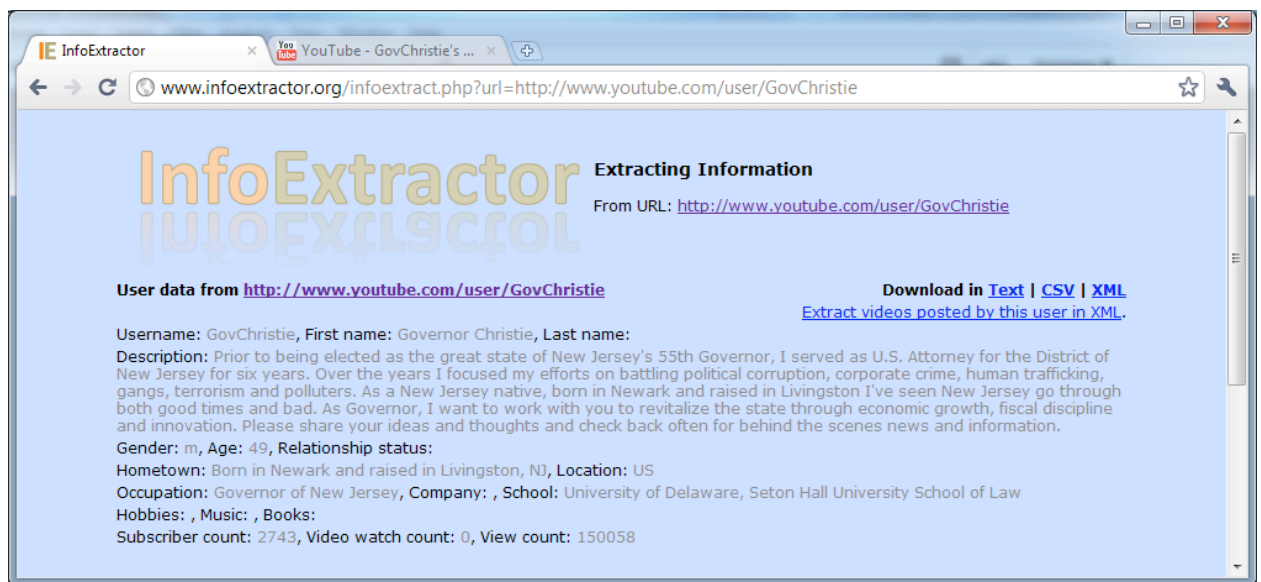 InfoExtractor
YouTube - GovChristie's ...
www.infoextractor.org/infoextract.php?url=http://www.youtube.com/user/GovChristie
InfoExtractor
Extracting Information
From URL: http://www.youtube.com/user/GovChristie
User data from http://www.youtube.com/user/GovChristie
Download in Text | CSV | XML
Extract videos posted by this user in XML.
Username: GovChristie, First name: Governor Christie, Last name:
Description: Prior to being elected as the great state of New Jersey's 55th Governor, I served as U.S. Attorney for the District of
New Jersey for six years. Over the years I focused my efforts on battling political corruption, corporate crime, human trafficking,
gangs, terrorism and polluters. As a New Jersey native, born in Newark and raised in Livingston I've seen New Jersey go through
both good times and bad. As Governor, I want to work with you to revitalize the state through economic growth, fiscal discipline
and innovation. Please share your ideas and thoughts and check back often for behind the scenes news and information.
Gender: m, Age: 49, Relationship status:
Hometown: Born in Newark and raised in Livingston, NJ, Location: US
Occupation: Governor of New Jersey, Company: , School: University of Delaware, Seton Hall University School of Law
Hobbies: , Music: , Books:
Subscriber count: 2743, Video watch count: 0, View count: 150058